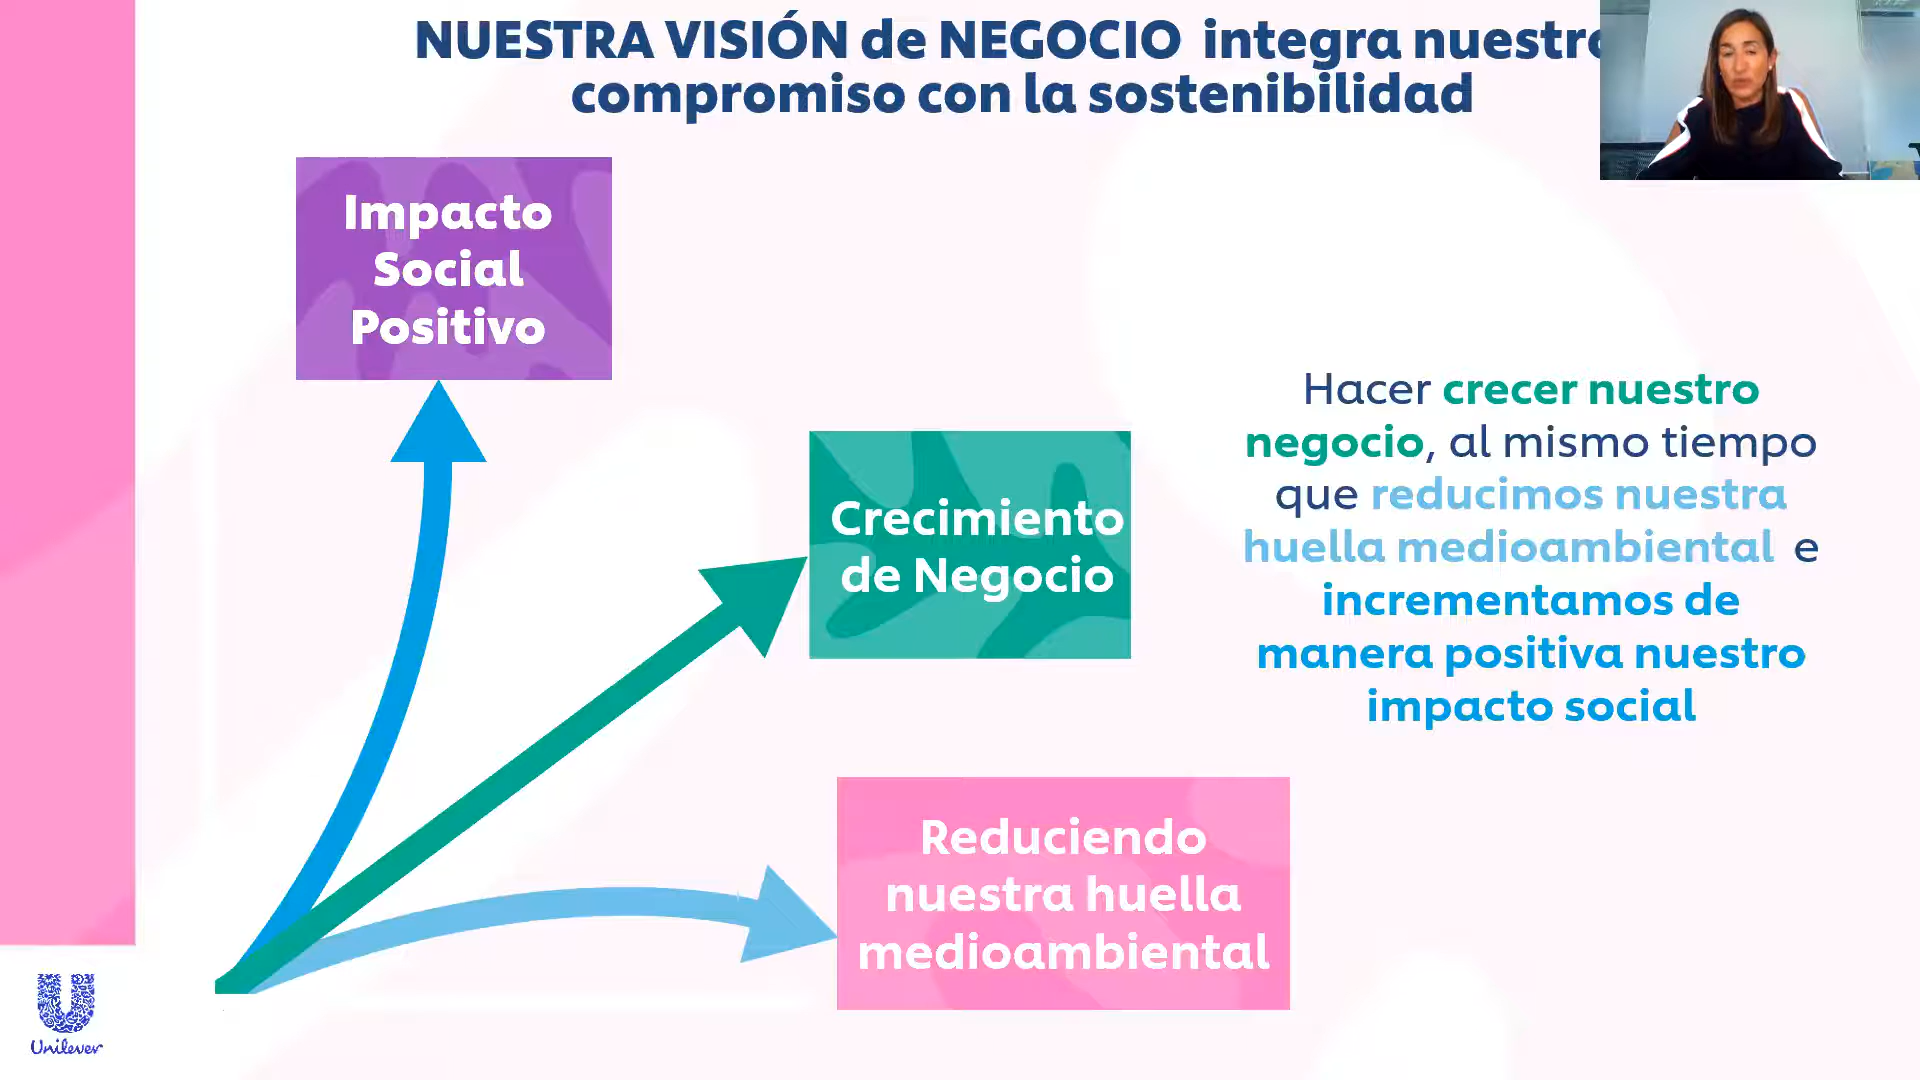 NUESTRA VISIÓN de NEGOCIO integra nuestro
compromiso con la sostenibilidad
Impacto
Social
Positivo
Crecimiento
de Negocio
Hacer crecer nuestro
negocio, al mismo tiempo
que reducimos nuestra
huella medioambiental e
incrementamos de
manera positiva nuestro
impacto social
Reduciendo
nuestra huella
medioambiental
Unilever